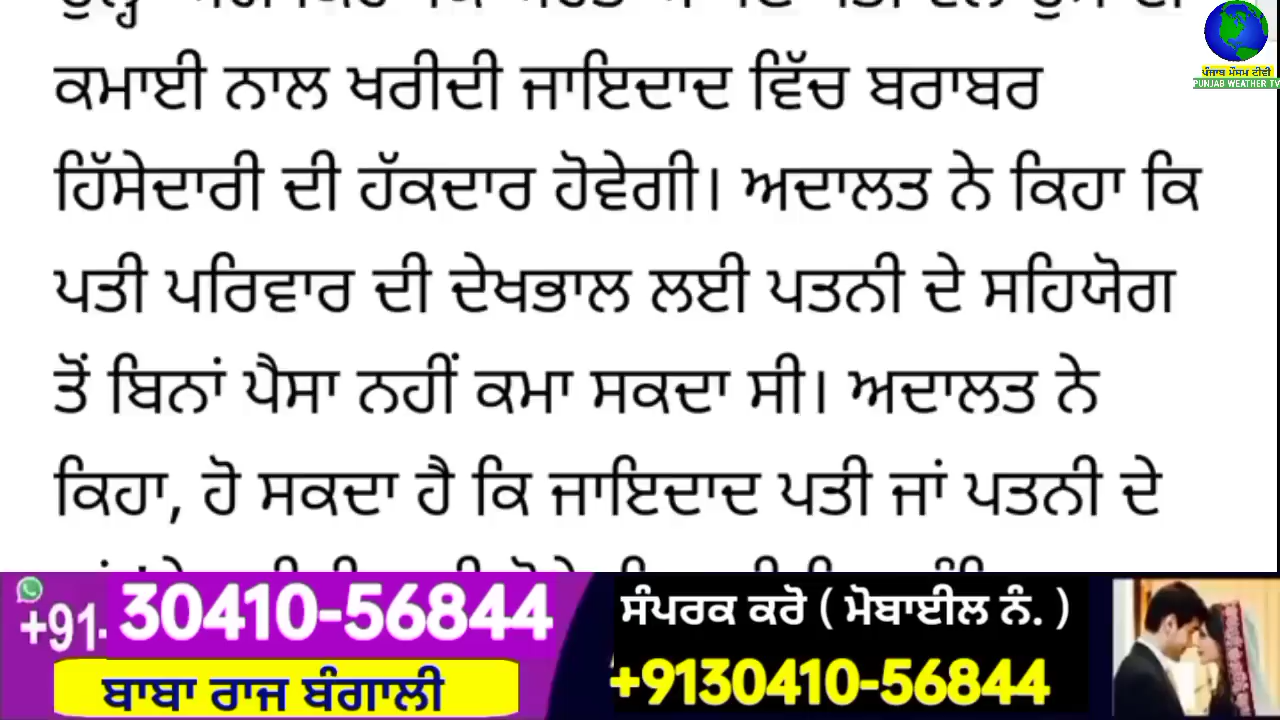 ਕਮਾਈ ਨਾਲ ਖਰੀਦੀ ਜਾਇਦਾਦ ਵਿੱਚ ਬਰਾਬਰ
ਹਿੱਸੇਦਾਰੀ ਦੀ ਹੱਕਦਾਰ ਹੋਵੇਗੀ। ਅਦਾਲਤ ਨੇ ਕਿਹਾ ਕਿ
ਪਤੀ ਪਰਿਵਾਰ ਦੀ ਦੇਖਭਾਲ ਲਈ ਪਤਨੀ ਦੇ ਸਹਿਯੋਗ
ਤੋਂ ਬਿਨਾਂ ਪੈਸਾ ਨਹੀਂ ਕਮਾ ਸਕਦਾ ਸੀ। ਅਦਾਲਤ ਨੇ
ਕਿਹਾ, ਹੋ ਸਕਦਾ ਹੈ ਕਿ ਜਾਇਦਾਦ ਪਤੀ ਜਾਂ ਪਤਨੀ ਦੇ
ਪੰਜਾਬ ਮੌਸਮ ਟੀਵੀ
PUNJAB WEATHER TV
+91- 30410-56844
ਬਾਬਾ ਰਾਜ ਬੰਗਾਲੀ
ਸੰਪਰਕ ਕਰੋ ( ਮੋਬਾਈਲ ਨੰ. )
+9130410-56844